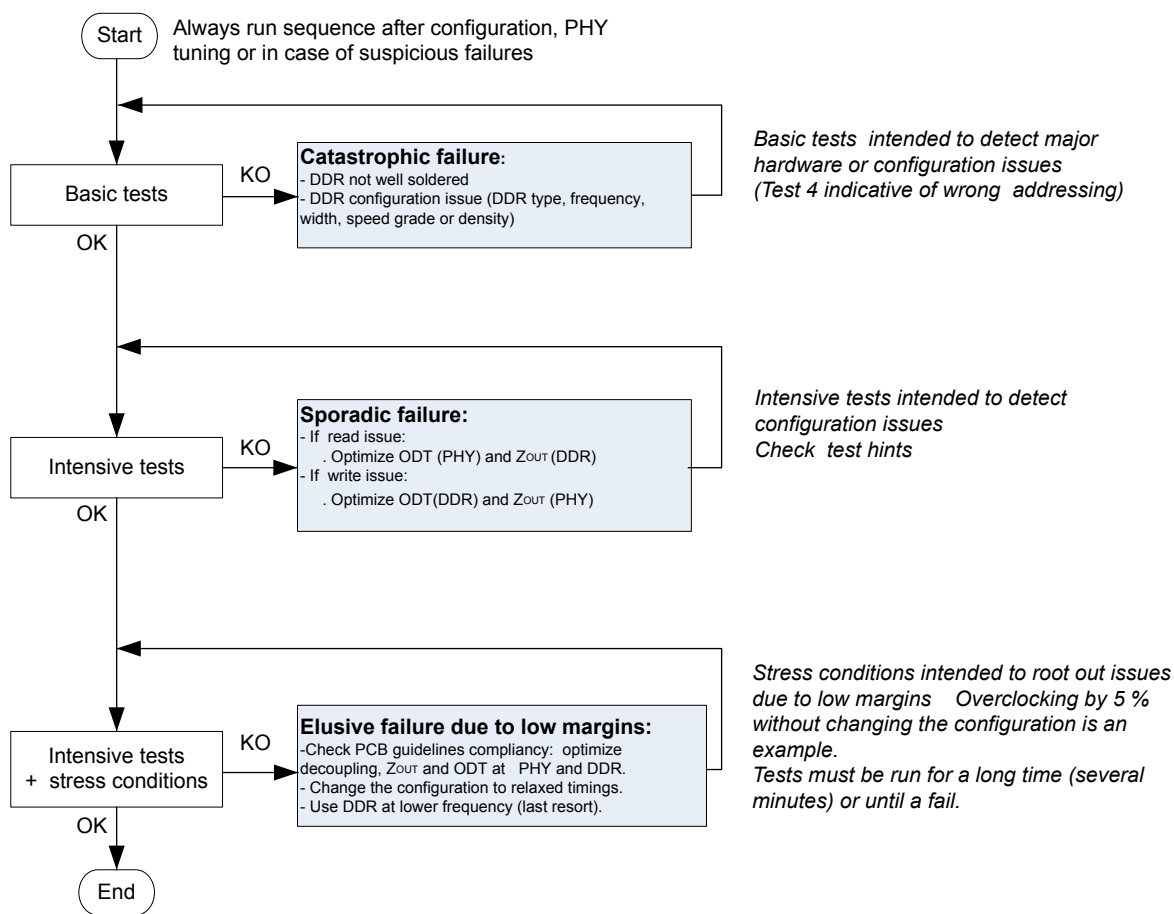 Start
Always run sequence after configuration, PHY
tuning or in case of suspicious failures
Basic tests
KO
OK
Catastrophic failure:
- DDR not well soldered
- DDR configuration issue (DDR type, frequency,
width, speed grade or density)
Basic tests intended to detect major
hardware or configuration issues
(Test 4 indicative of wrong addressing)
Intensive tests
KO
OK
Sporadic failure:
- If read issue:
. Optimize ODT (PHY) and ZOUT (DDR)
- If write issue:
. Optimize ODT(DDR) and ZOUT (PHY)
Intensive tests intended to detect
configuration issues
Check test hints
Intensive tests
+ stress conditions
KO
OK
Elusive failure due to low margins:
-Check PCB guidelines compliancy: optimize
decoupling, ZOUT and ODT at PHY and DDR.
- Change the configuration to relaxed timings.
- Use DDR at lower frequency (last resort).
Stress conditions intended to root out issues
due to low margins Overclocking by 5 %
without changing the configuration is an
example.
Tests must be run for a long time (several
minutes) or until a fail.
End